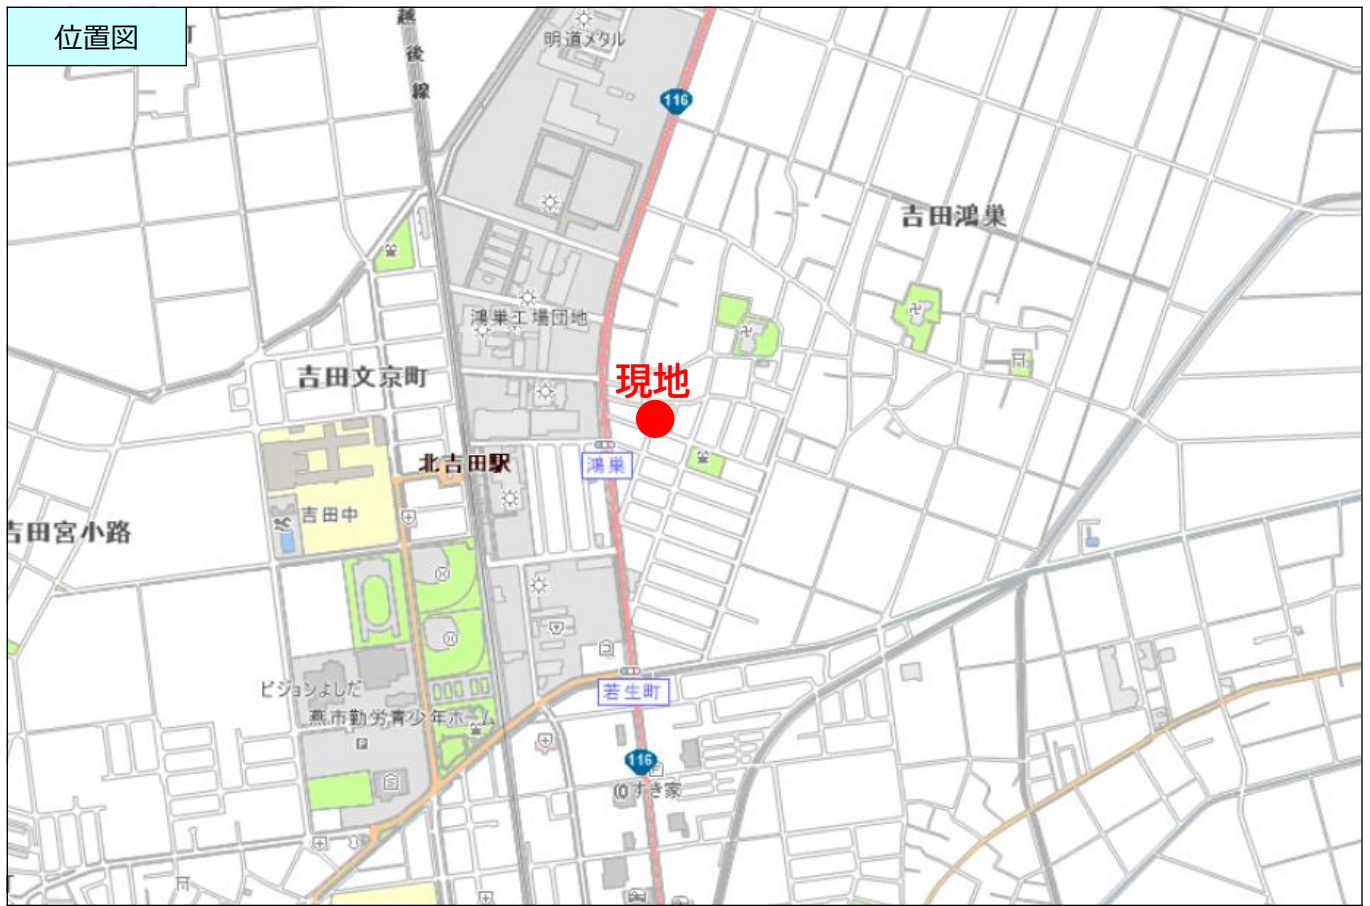 位置図
町
越後線
明道メタル
116
吉田鴻巣
鴻巣工場団地
現地
吉田文京町
北吉田駅
鴻巣
吉田中
吉田宮小路
ビジョンよしだ
若生町
燕市勤労青少年ホーム
116
すき家